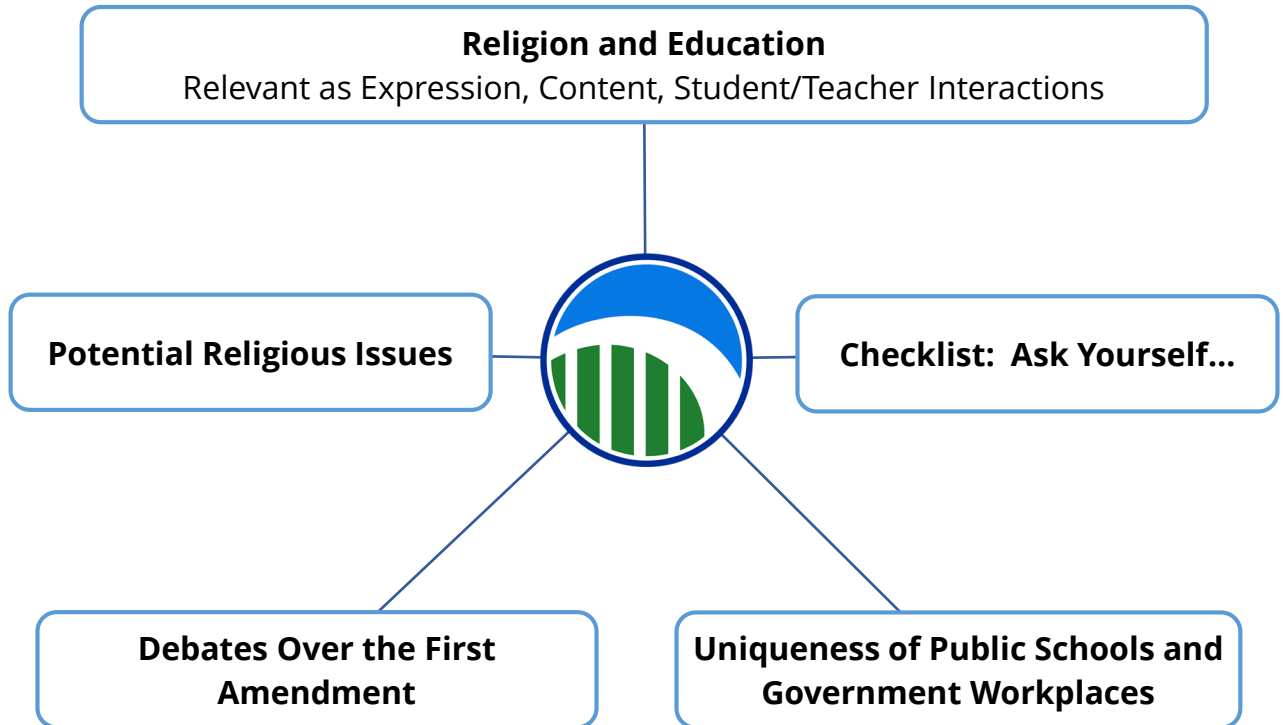 Religion and Education
Relevant as Expression, Content, Student/Teacher Interactions
Potential Religious Issues
Checklist:  Ask Yourself...
Debates Over the First
Amendment
Uniqueness of Public Schools and
Government Workplaces